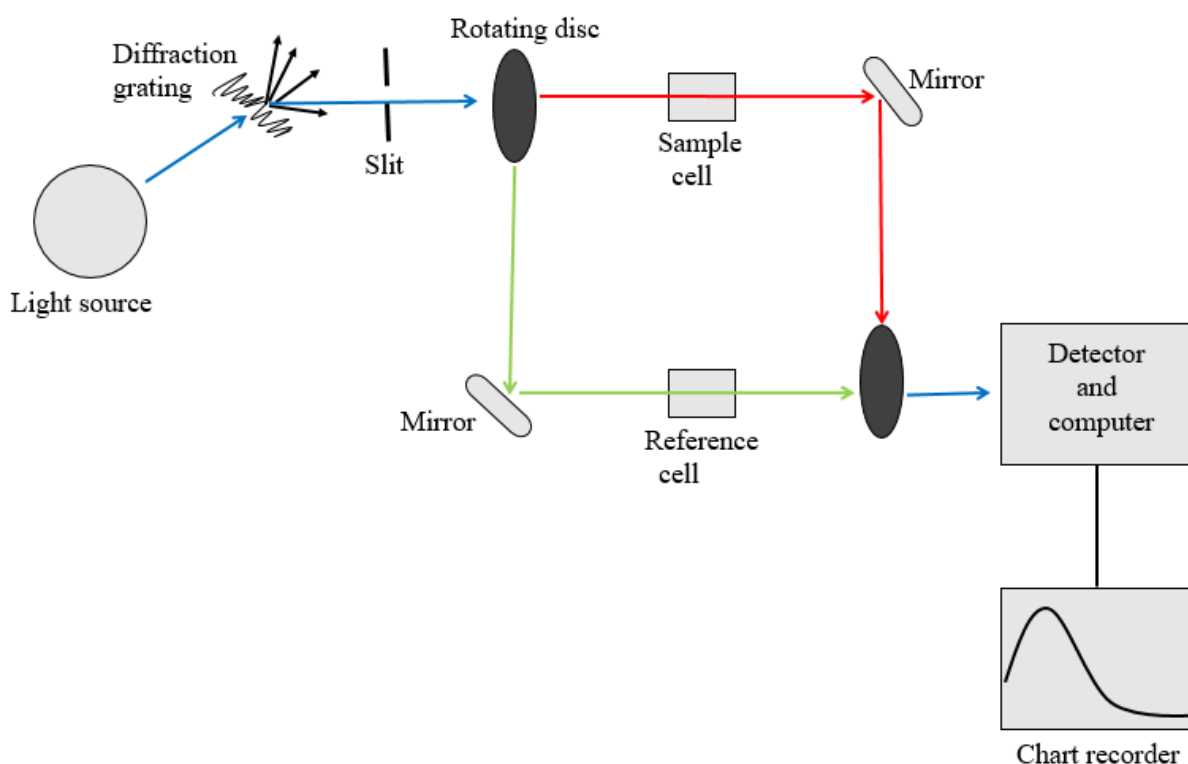 Rotating disc
Diffraction
grating
Mirror
Slit
Sample
cell
Light source
Mirror
Reference
cell
Detector
and
computer
Chart recorder